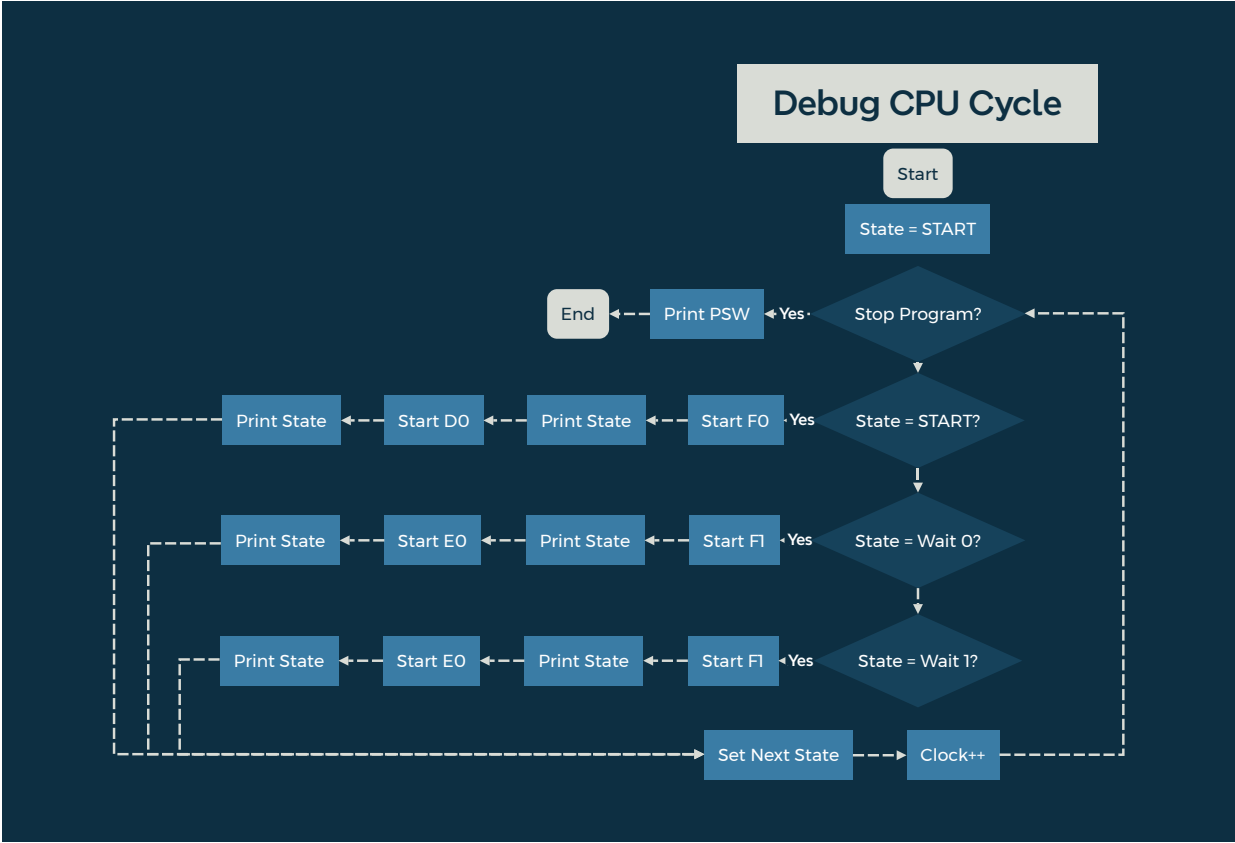 Debug CPU Cycle
Start
State = START
End
Print PSW
Yes
Stop Program?
Print State
Start D0
Print State
Start F0
Yes
State = START?
Print State
Start E0
Print State
Start F1
Yes
State = Wait 0?
Print State
Start E0
Print State
Start F1
Yes
State = Wait 1?
Set Next State
Clock++